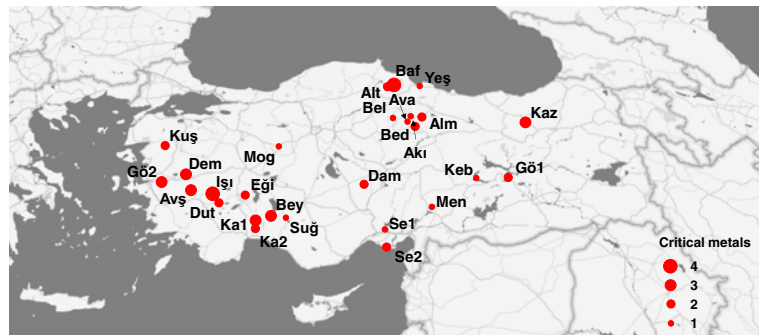 Baf
Yeş
Alt
Ava
Bel
Kaz
Alm
Bed
Kuş
Mog
Akı
Dem
Gö2
Işı
Eği
Dam
Keb
Gö1
Avş
Dut
Bey
Men
Ka1
Suğ
Se1
Ka2
Se2
Critical metals
4
3
2
1